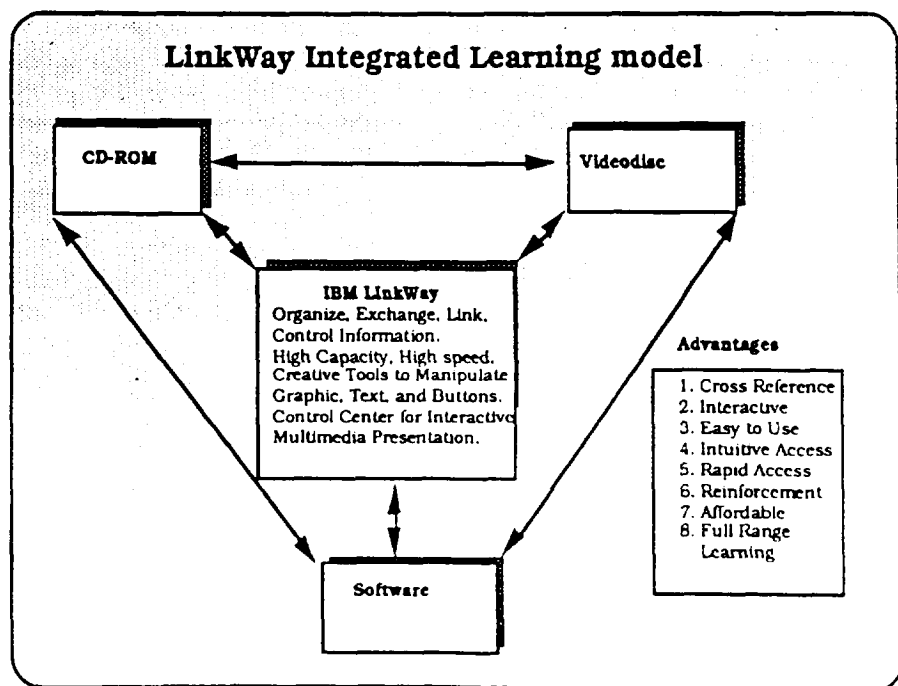 LinkWay Integrated Learning model
CD-ROM
Videodisc
IBM LinkWay
Organize, Exchange, Link,
Control Information.
High Capacity, High speed,
Creative Tools to Manipulate
Graphic, Text, and Buttons.
Control Center for Interactive
Multimedia Presentation.
Advantages
1. Cross Reference
2. Interactive
3. Easy to Use
4. Intuitive Access
5. Rapid Access
6. Reinforcement
7. Affordable
8. Full Range
Learning
Software